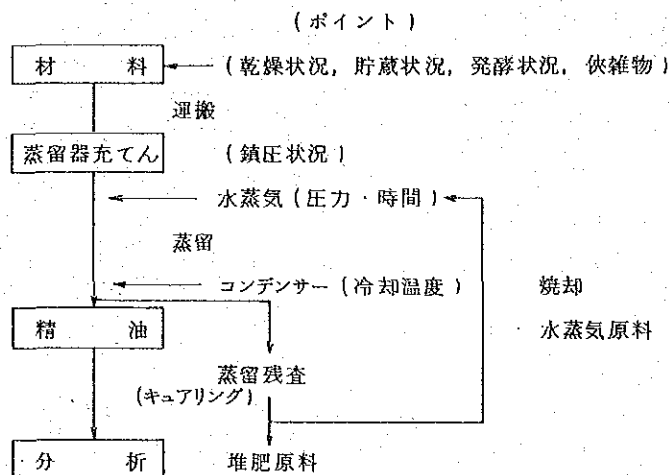 (ポイント)
材 料
(乾燥状況，貯蔵状況，発酵状況，侠雑物)
運搬
蒸留器充てん
(鎮圧状況)
水蒸気(圧力・時間)
蒸留
コンデンサー(冷却温度)
焼却
精 油
水蒸気原料
蒸留残査
(キュアリング)
分 析
堆肥原料